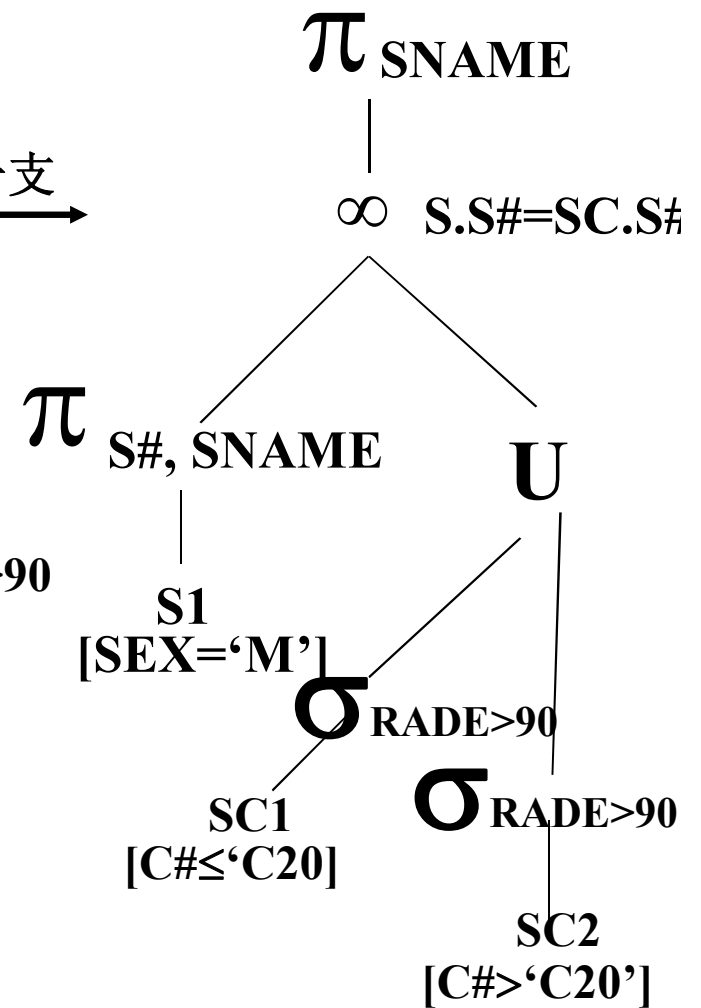 π SNAME
支
∞ S.S#=SC.S#
π S#, SNAME
U
>90
S1
[SEX=‘M’]
σ RADE>90
σ RADE>90
SC1
[C#≤‘C20]
SC2
[C#>‘C20’]